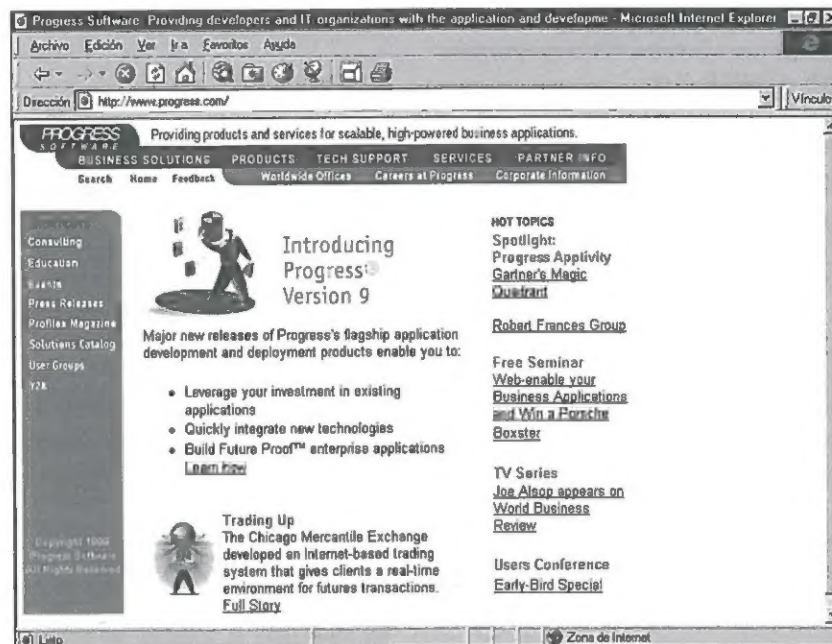 Progress Software Providing developers and IT organizations with the application and developme - Microsoft Internet Explorer
Archivo Edición Ver Ir a Favoritos Ayuda
Dirección http://www.progress.com/ Vínculo
PROGRESS SOFTWARE
Providing products and services for scalable, high-powered business applications.
BUSINESS SOLUTIONS PRODUCTS TECH SUPPORT SERVICES PARTNER INFO
Search Home Feedback Worldwide Offices Careers at Progress Corporate Information
Consulting
Education
Events
Press Releases
Profiles Magazine
Solutions Catalog
User Groups
Y2K
Copyright 1999
Progress Software
All Rights Reserved
Introducing
Progress
Version 9
Major new releases of Progress's flagship application
development and deployment products enable you to:
• Leverage your investment in existing
applications
• Quickly integrate new technologies
• Build Future Proof™ enterprise applications
Learn how
Trading Up
The Chicago Mercantile Exchange
developed an Internet-based trading
system that gives clients a real-time
environment for futures transactions.
Full Story
HOT TOPICS
Spotlight:
Progress Apptivity
Gartner's Magic
Quadrant
Robert Frances Group
Free Seminar
Web-enable your
Business Applications
and Win a Porsche
Boxster
TV Series
Joe Alsop appears on
World Business
Review
Users Conference
Early-Bird Special
Listo
Zona de Internet